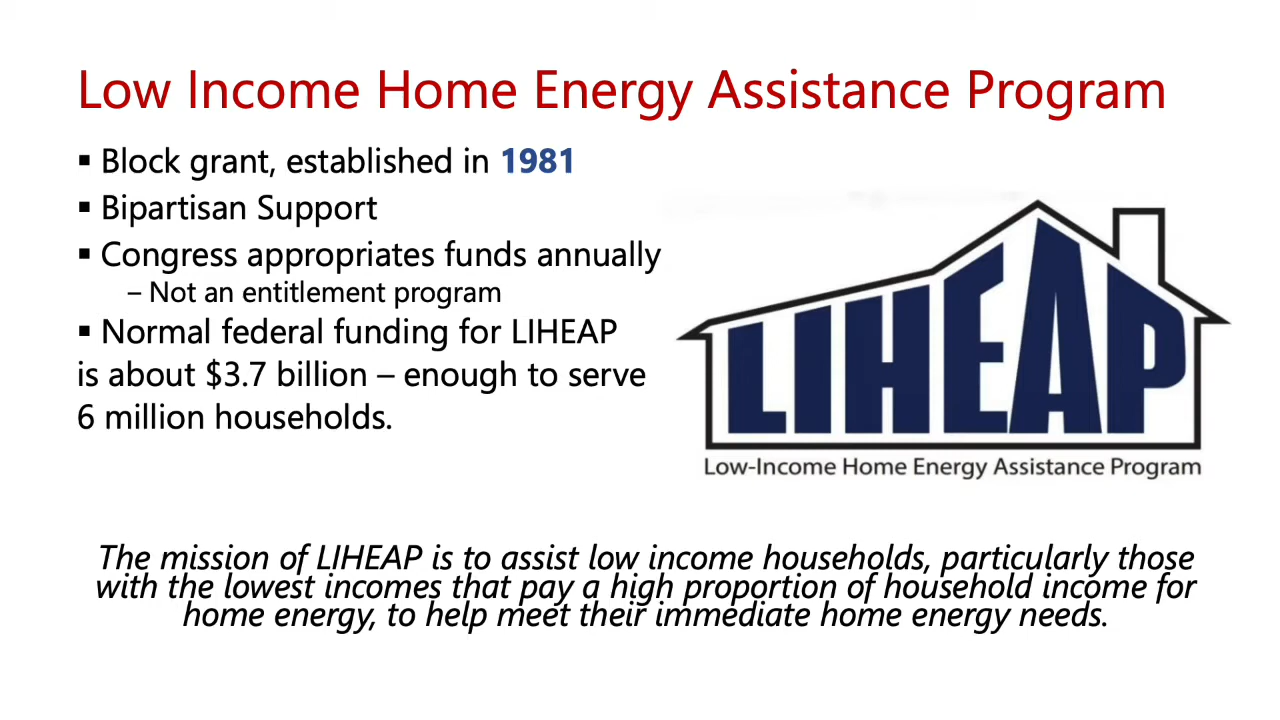 Low Income Home Energy Assistance Program
▪ Block grant, established in 1981
▪ Bipartisan Support
▪ Congress appropriates funds annually
– Not an entitlement program
▪ Normal federal funding for LIHEAP
is about $3.7 billion – enough to serve
6 million households.
LIHEAP
Low-Income Home Energy Assistance Program
The mission of LIHEAP is to assist low income households, particularly those
with the lowest incomes that pay a high proportion of household income for
home energy, to help meet their immediate home energy needs.